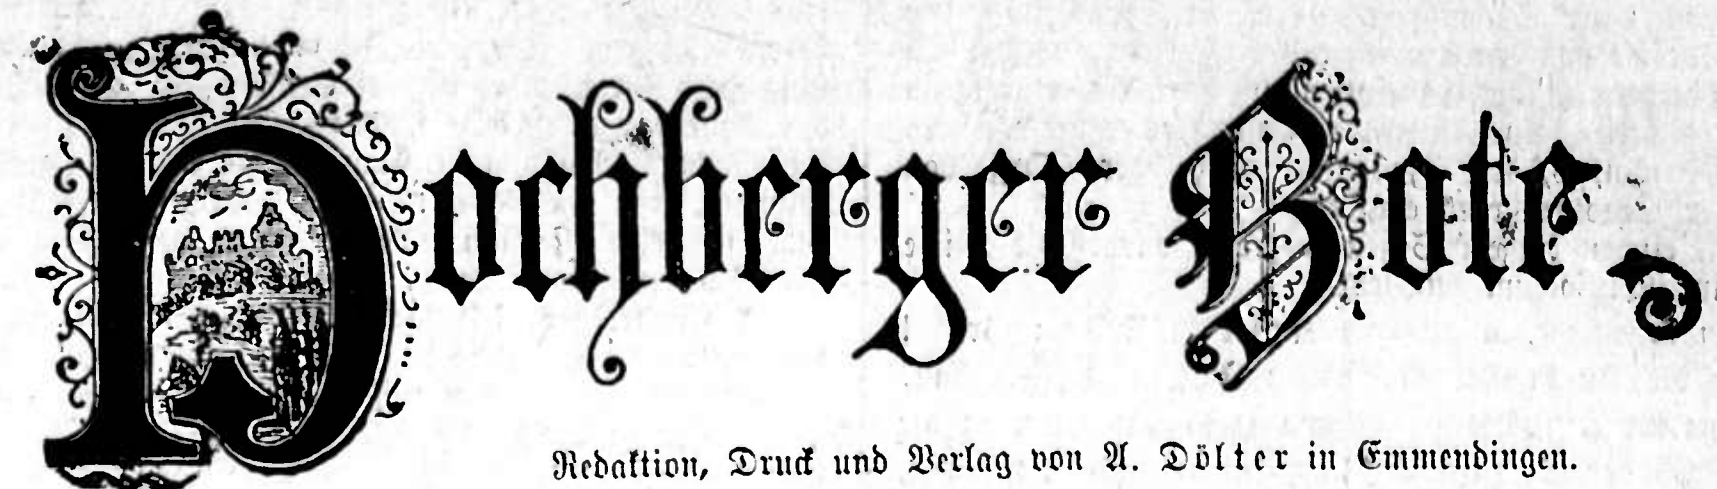 Hochberger Bote.
Redaktion, Druck und Verlag von A. Dölter in Emmendingen.